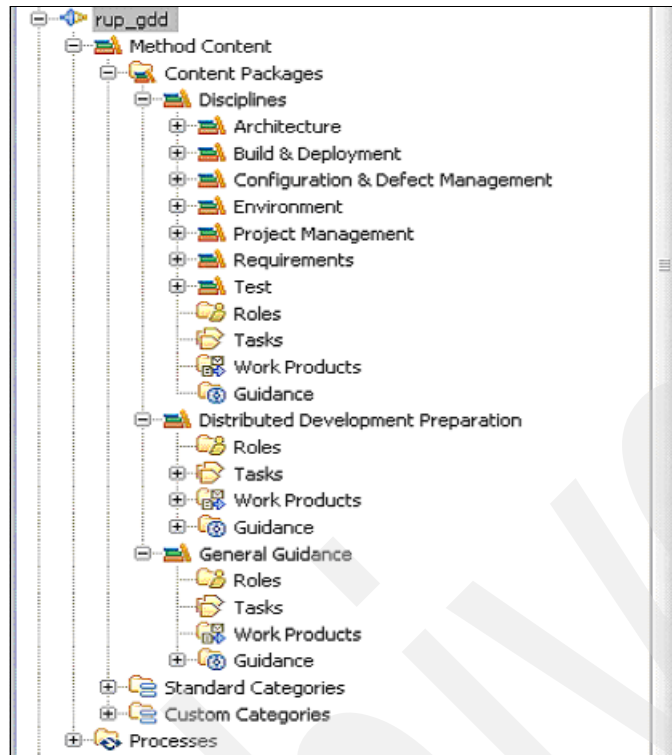 rup_gdd
Method Content
Content Packages
Disciplines
Architecture
Build & Deployment
Configuration & Defect Management
Environment
Project Management
Requirements
Test
Roles
Tasks
Work Products
Guidance
Distributed Development Preparation
Roles
Tasks
Work Products
Guidance
General Guidance
Roles
Tasks
Work Products
Guidance
Standard Categories
Custom Categories
Processes